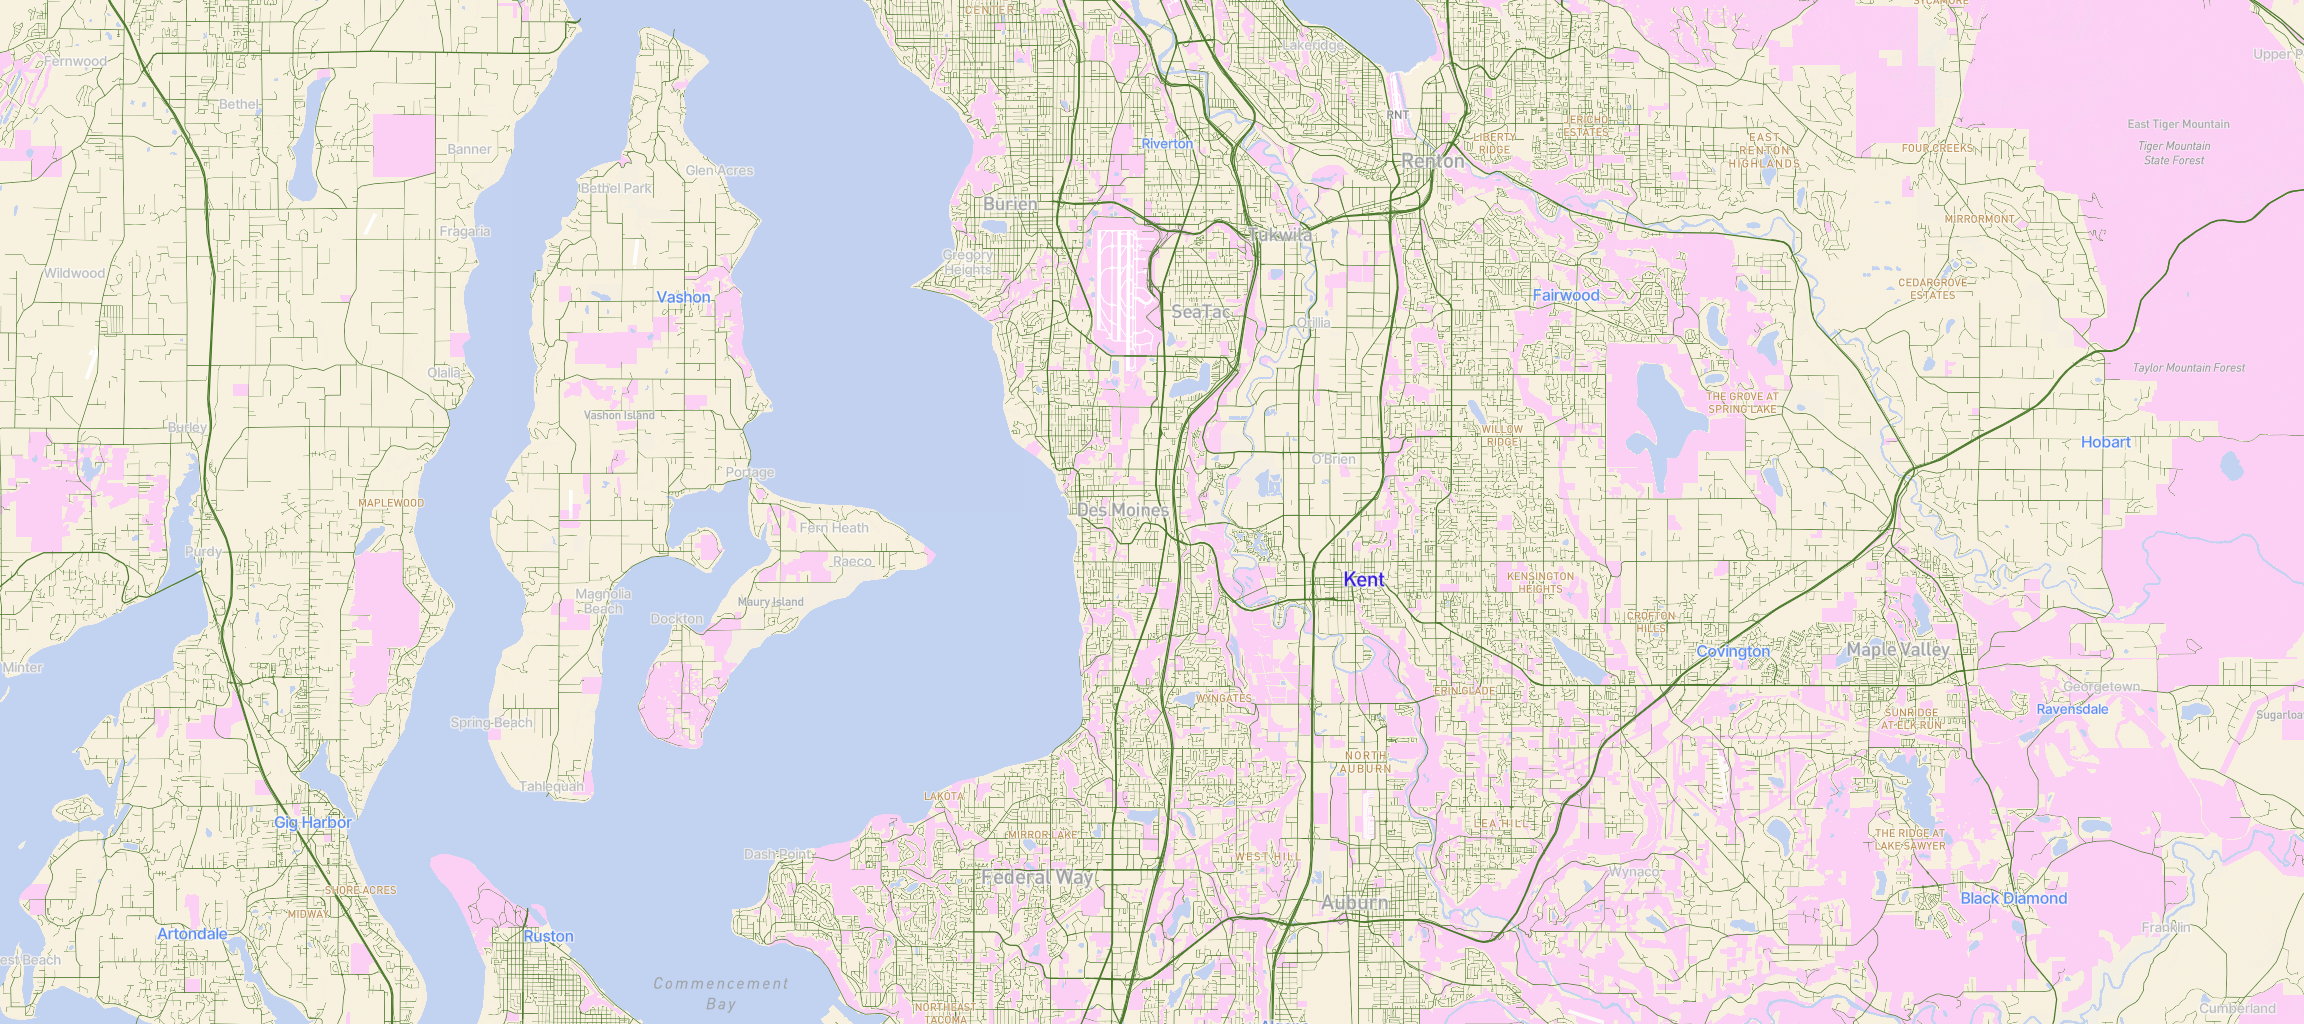 CENTER
SYCAMORE
Lakeridge
Upper P
Fernwood
Bethel
RNT
JERICHO
ESTATES
East Tiger Mountain
Banner
Riverton
LIBERTY
RIDGE
EAST
RENTON
HIGHLANDS
FOUR CREEKS
Tiger Mountain
State Forest
Renton
Glen Acres
Bethel Park
Burien
MIRRORMONT
Fragaria
Tukwila
Gregory
Heights
Wildwood
CEDARGROVE
ESTATES
Vashon
Fairwood
SeaTac
Orillia
Olalla
Taylor Mountain Forest
THE GROVE AT
SPRING LAKE
Vashon Island
Burley
WILLOW
RIDGE
Hobart
O'Brien
Portage
MAPLEWOOD
Des Moines
Fern Heath
Purdy
Raeco
Kent
KENSINGTON
HEIGHTS
Magnolia
Beach
Maury Island
Dockton
CROFTON
HILLS
Covington
Maple Valley
Minter
Georgetown
ERIN GLADE
WYNGATES
Ravensdale
Sugarloa
SUNRIDGE
AT ELK RUN
Spring Beach
NORTH
AUBURN
Tahlequah
LAKOTA
Gig Harbor
LEA HILL
MIRROR LAKE
THE RIDGE AT
LAKE SAWYER
Dash Point
WEST HILL
Wynaco
Federal Way
SHORE ACRES
Black Diamond
Auburn
MIDWAY
Franklin
Artondale
Ruston
est Beach
Commencement
Bay
NORTHEAST
TACOMA
Cumberland